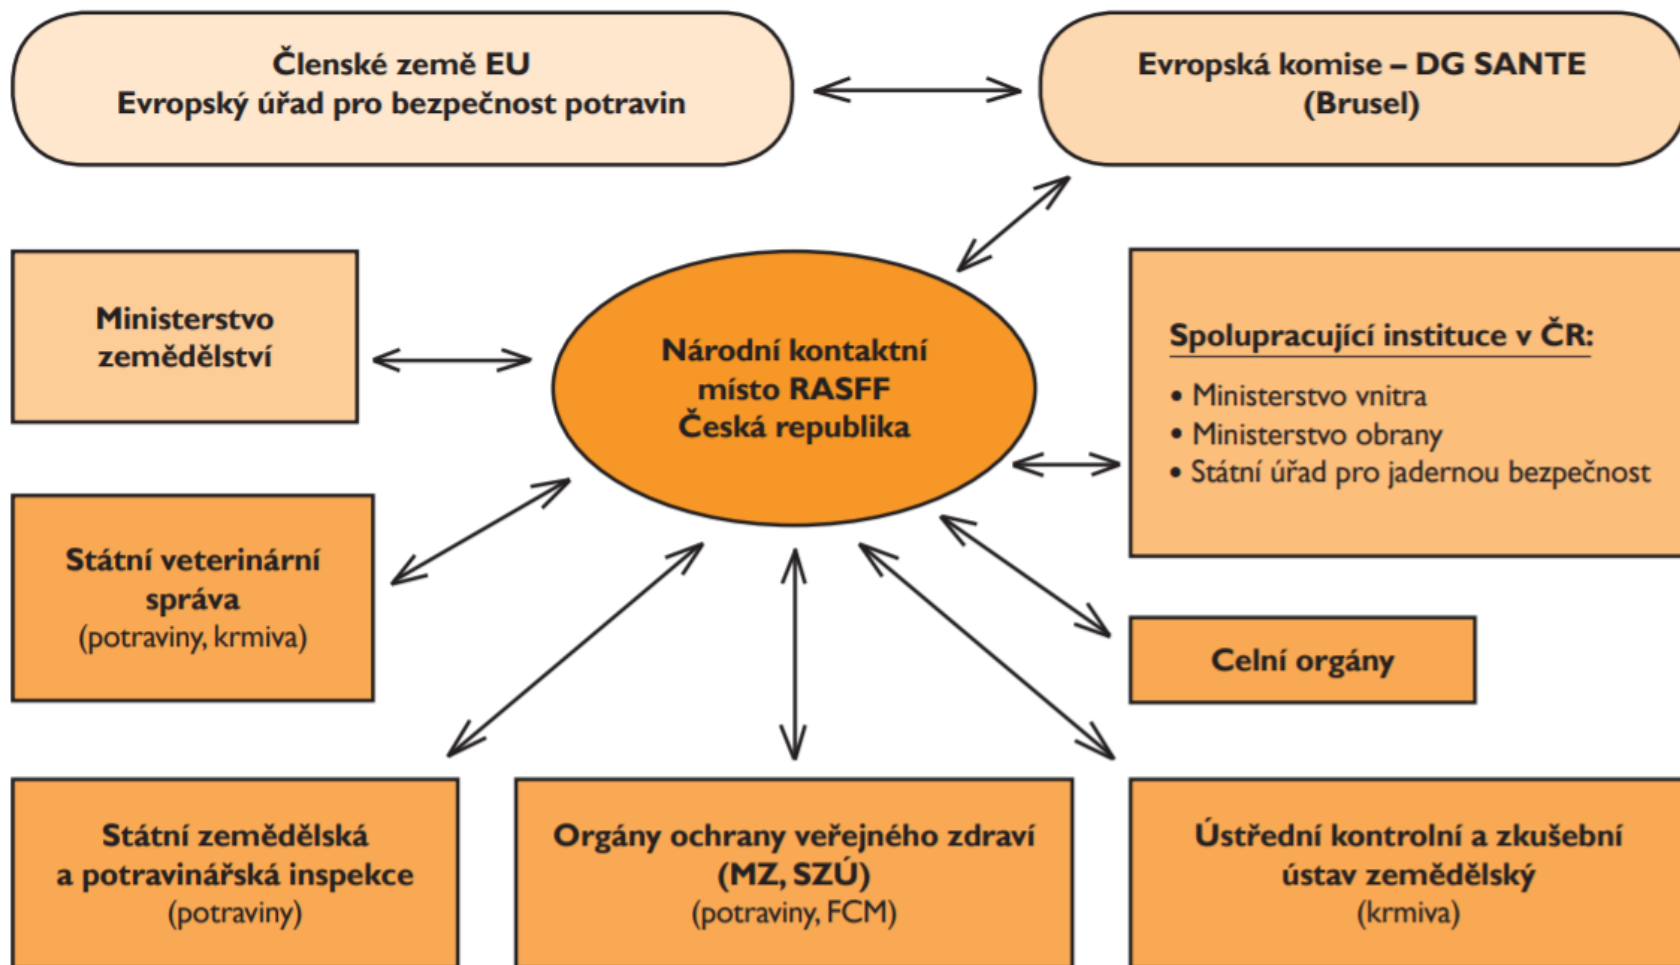 Členské země EU
Evropský úřad pro bezpečnost potravin
Evropská komise – DG SANTE
(Brusel)
Ministerstvo
zemědělství
Národní kontaktní
místo RASFF
Česká republika
Spolupracující instituce v ČR:
• Ministerstvo vnitra
• Ministerstvo obrany
• Státní úřad pro jadernou bezpečnost
Státní veterinární
správa
(potraviny, krmiva)
Celní orgány
Státní zemědělská
a potravinářská inspekce
(potraviny)
Orgány ochrany veřejného zdraví
(MZ, SZÚ)
(potraviny, FCM)
Ústřední kontrolní a zkušební
ústav zemědělský
(krmiva)